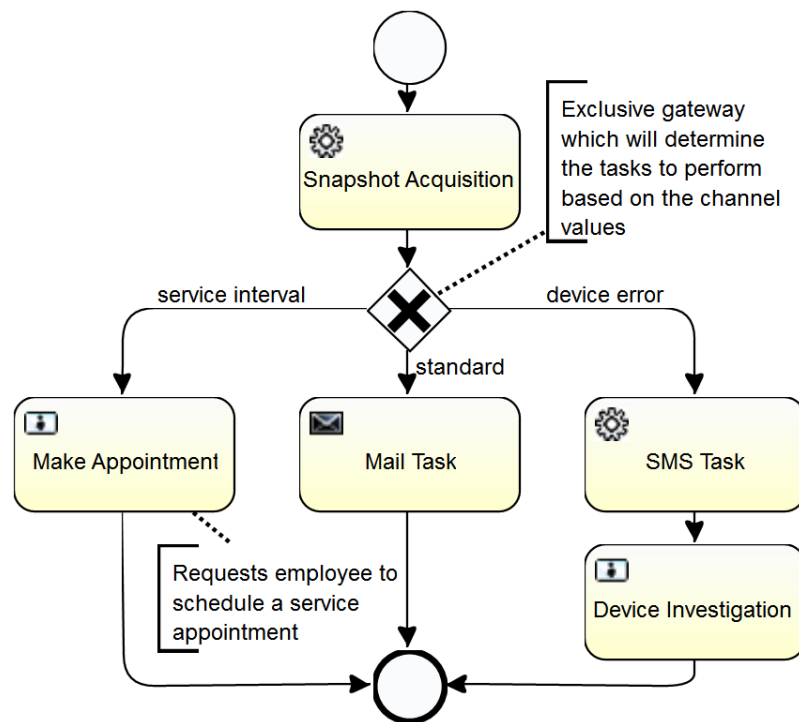 Exclusive gateway
which will determine
the tasks to perform
based on the channel
values
Snapshot Acquisition
service interval
device error
standard
Make Appointment
Mail Task
SMS Task
Requests employee to
schedule a service
appointment
Device Investigation